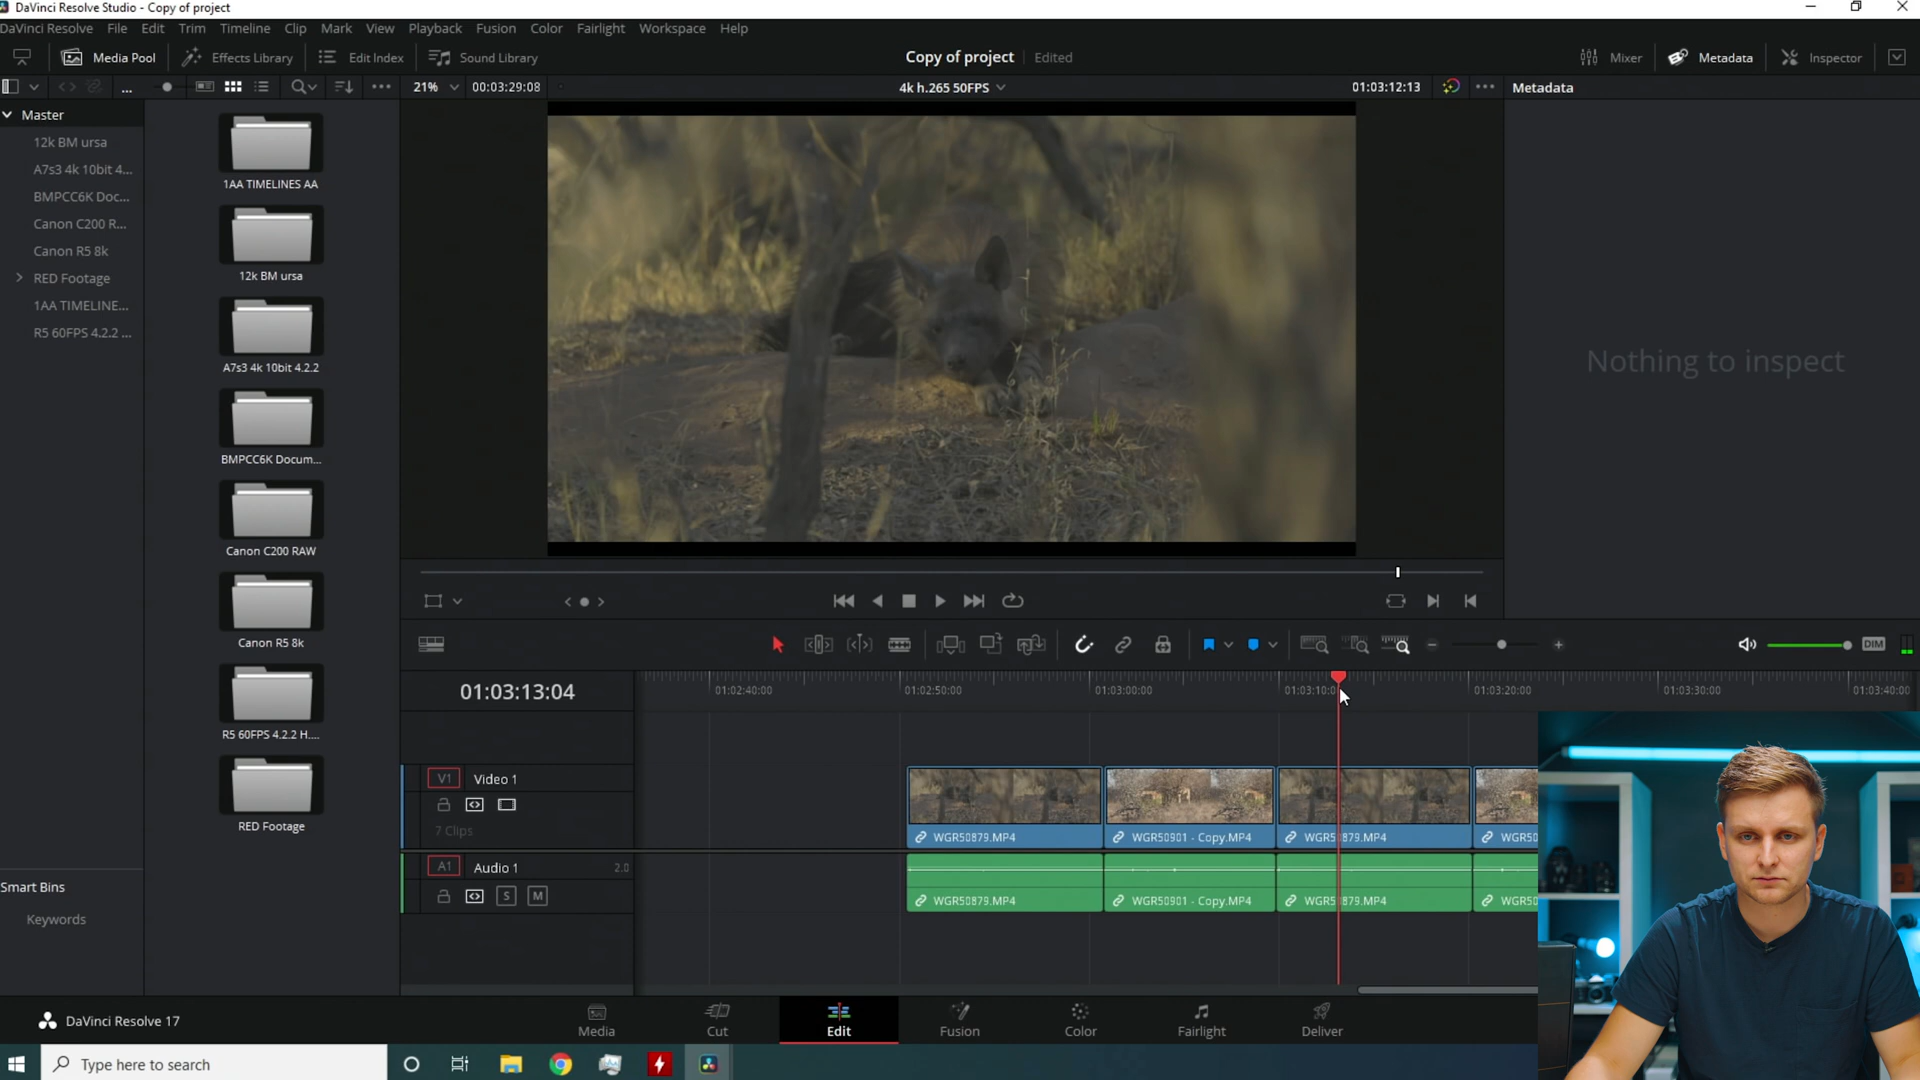 DaVinci Resolve Studio - Copy of project
DaVinci Resolve File Edit Trim Timeline Clip Mark View Playback Fusion Color Fairlight Workspace Help
Media Pool Effects Library Edit Index Sound Library Copy of project Edited Mixer Metadata Inspector
... 21% 00:03:29:08 4k h.265 50FPS 01:03:12:13 Metadata
Master
12k BM ursa
A7s3 4k 10bit 4...
BMPCC6K Doc...
Canon C200 R...
Canon R5 8k
RED Footage
1AA TIMELINE...
R5 60FPS 4.2.2 ...
1AA TIMELINES AA
12k BM ursa
A7s3 4k 10bit 4.2.2
BMPCC6K Docum...
Canon C200 RAW
Canon R5 8k
R5 60FPS 4.2.2 H....
RED Footage
Smart Bins
Keywords
Nothing to inspect
DIM
01:03:13:04
01:02:40:00 01:02:50:00 01:03:00:00 01:03:10:0 01:03:20:00 01:03:30:00 01:03:40:00
V1 Video 1
7 Clips
WGR50879.MP4 WGR50901 - Copy.MP4 WGR50879.MP4 WGR50
A1 Audio 1 2.0
S M
WGR50879.MP4 WGR50901 - Copy.MP4 WGR50879.MP4 WGR50
DaVinci Resolve 17
Media Cut Edit Fusion Color Fairlight Deliver
Type here to search